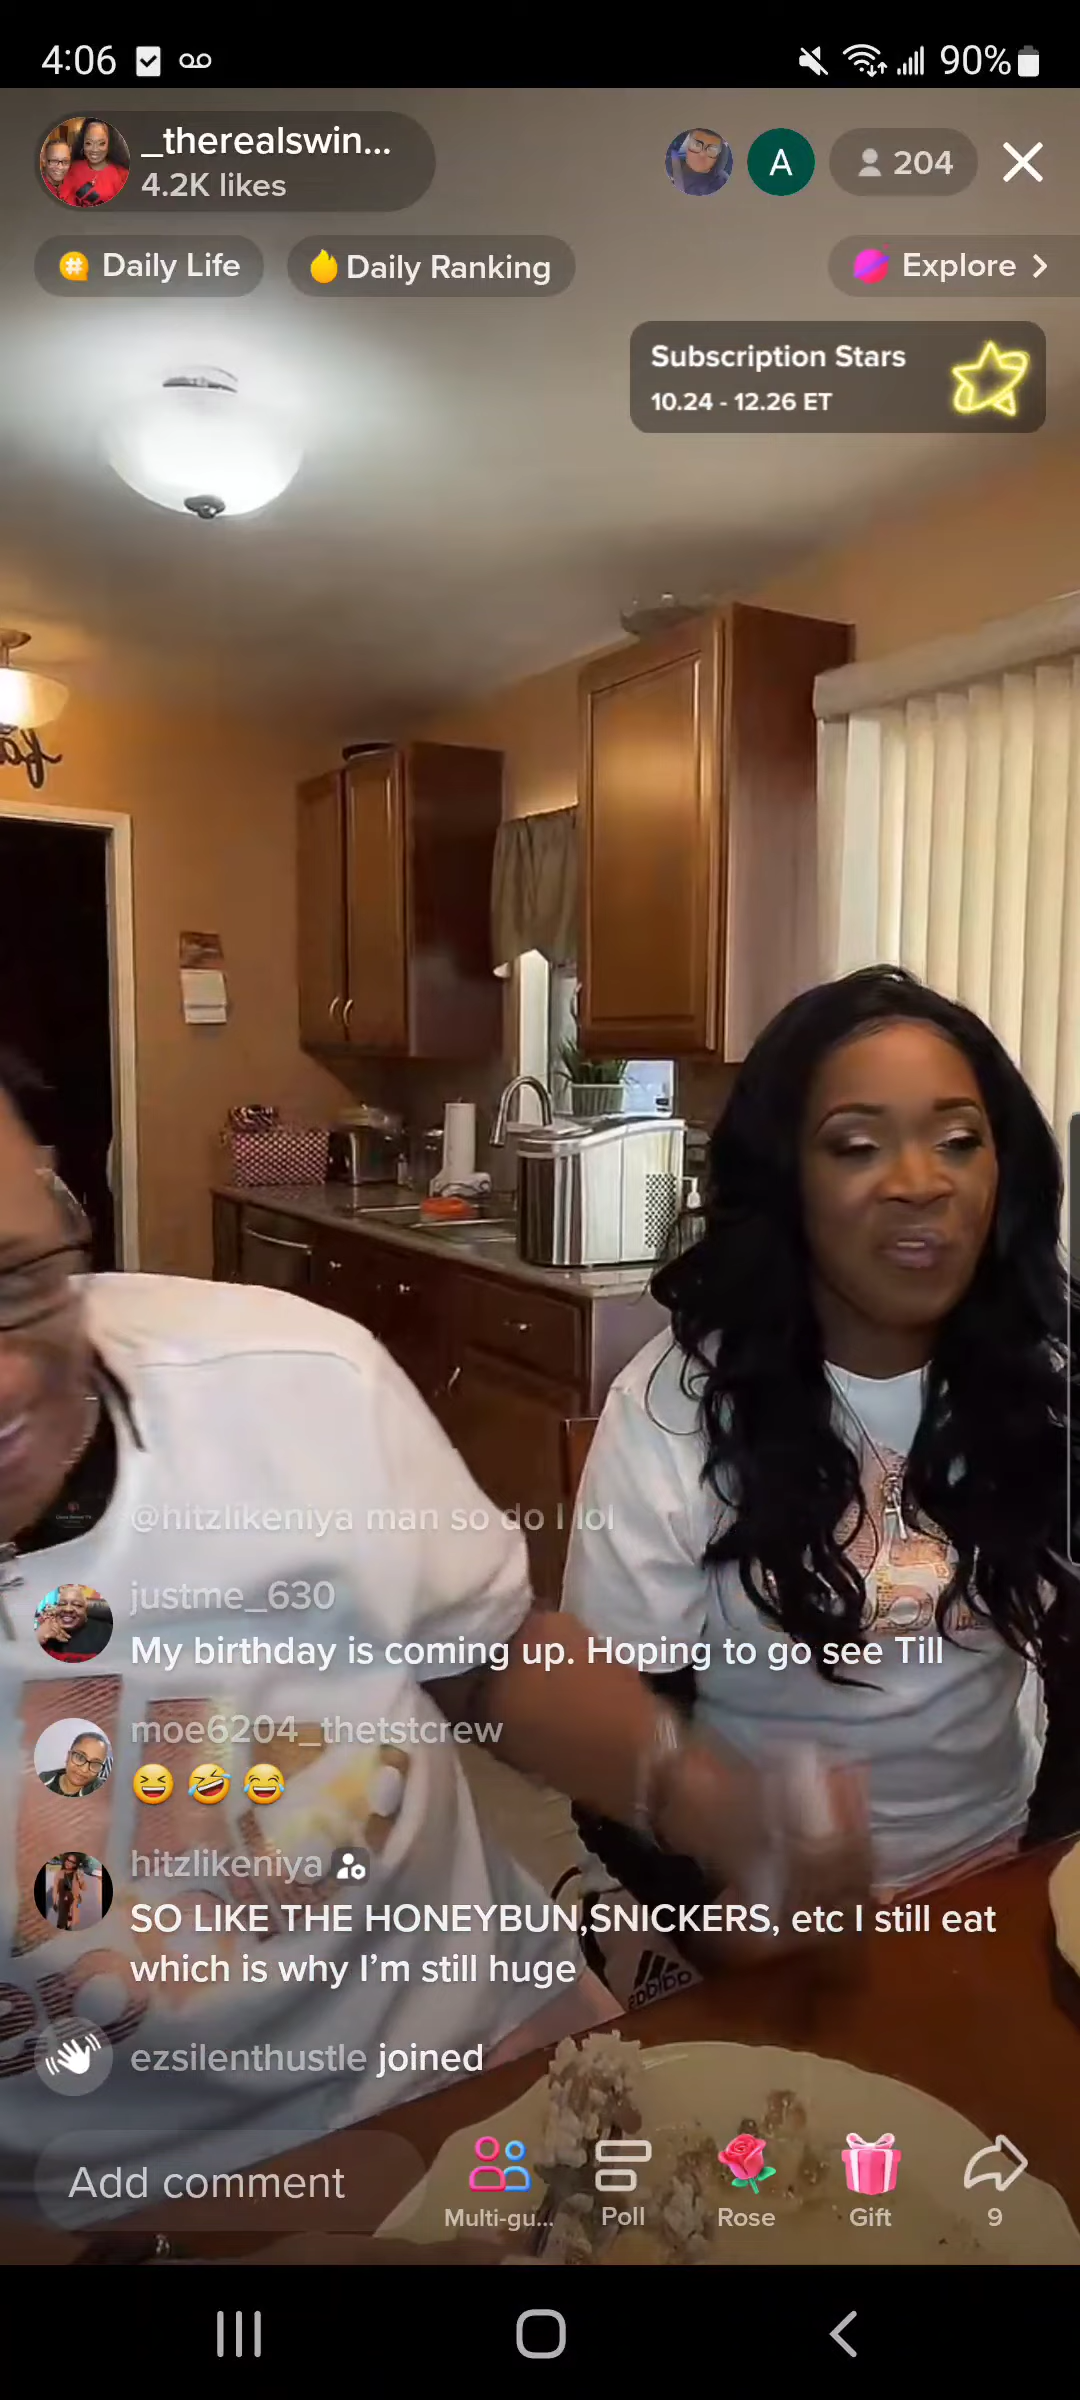 4:06
90%
_therealswin...
4.2K likes
A
204
Daily Life
Daily Ranking
Explore >
Subscription Stars
10.24 - 12.26 ET
@hitzlikeniya man so do I lol
justme_630
My birthday is coming up. Hoping to go see Till
moe6204_thetstcrew
😆🤣😂
hitzlikeniya
SO LIKE THE HONEYBUN,SNICKERS, etc I still eat
which is why I’m still huge
adidas
ezsilenthustle joined
Add comment
Multi-gu...
Poll
Rose
Gift
9